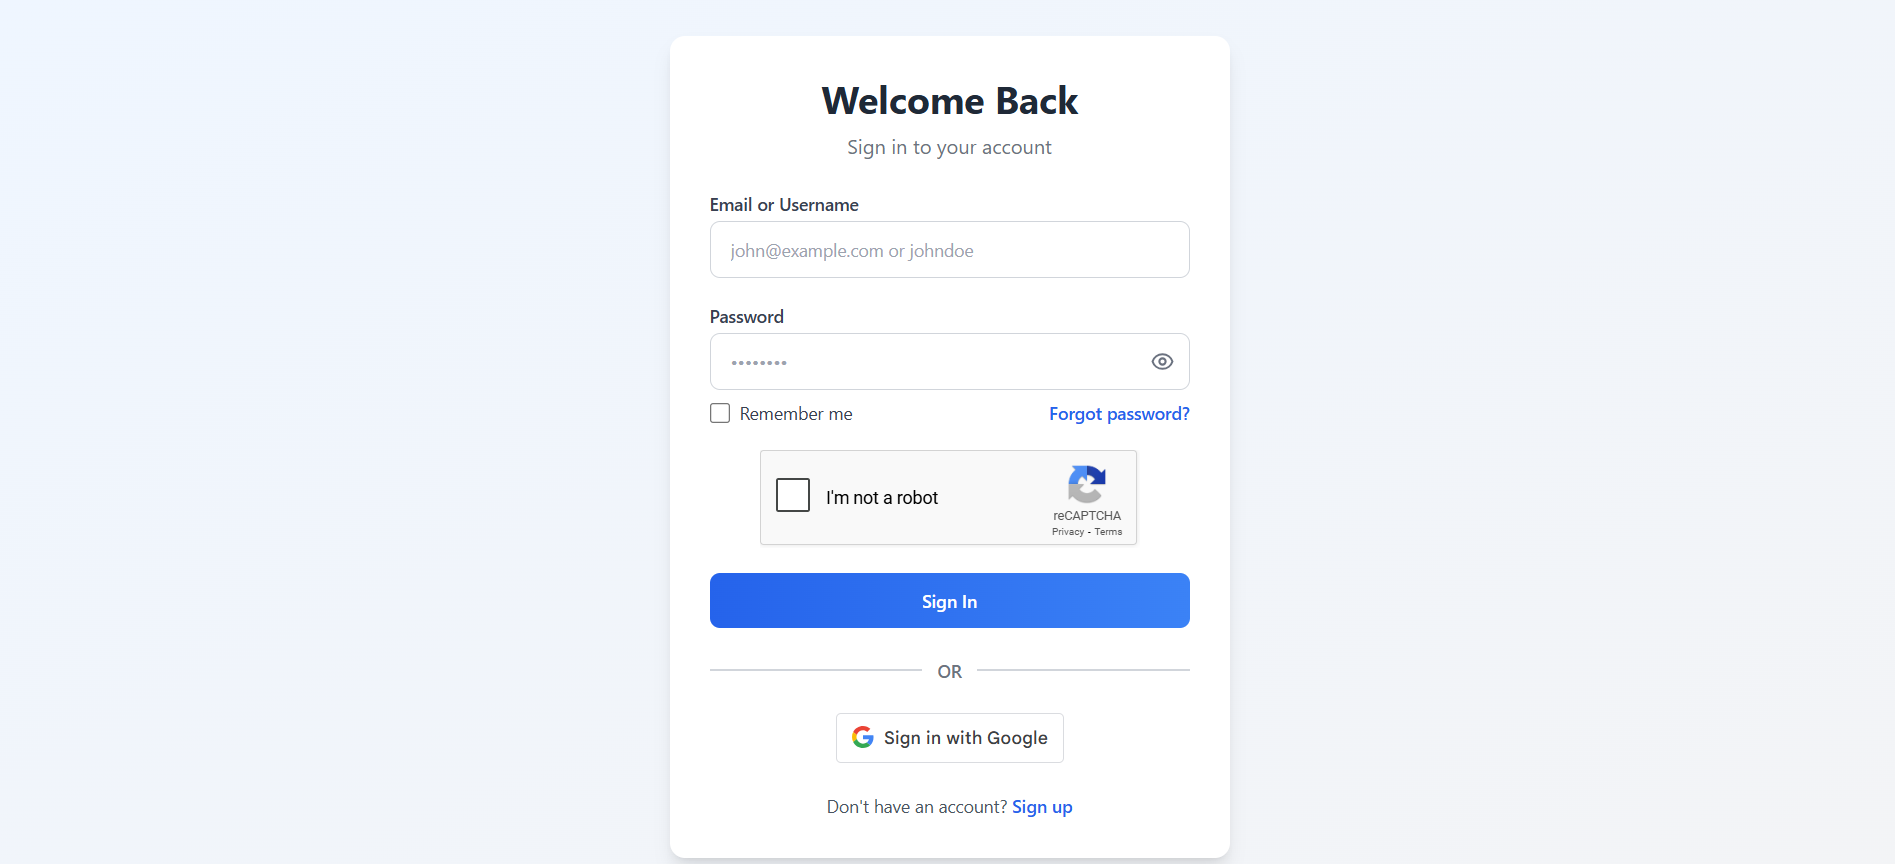 Welcome Back
Sign in to your account
Email or Username
john@example.com or johndoe
Password
••••••••
Remember me
Forgot password?
I'm not a robot
reCAPTCHA
Privacy - Terms
Sign In
OR
Sign in with Google
Don't have an account? Sign up